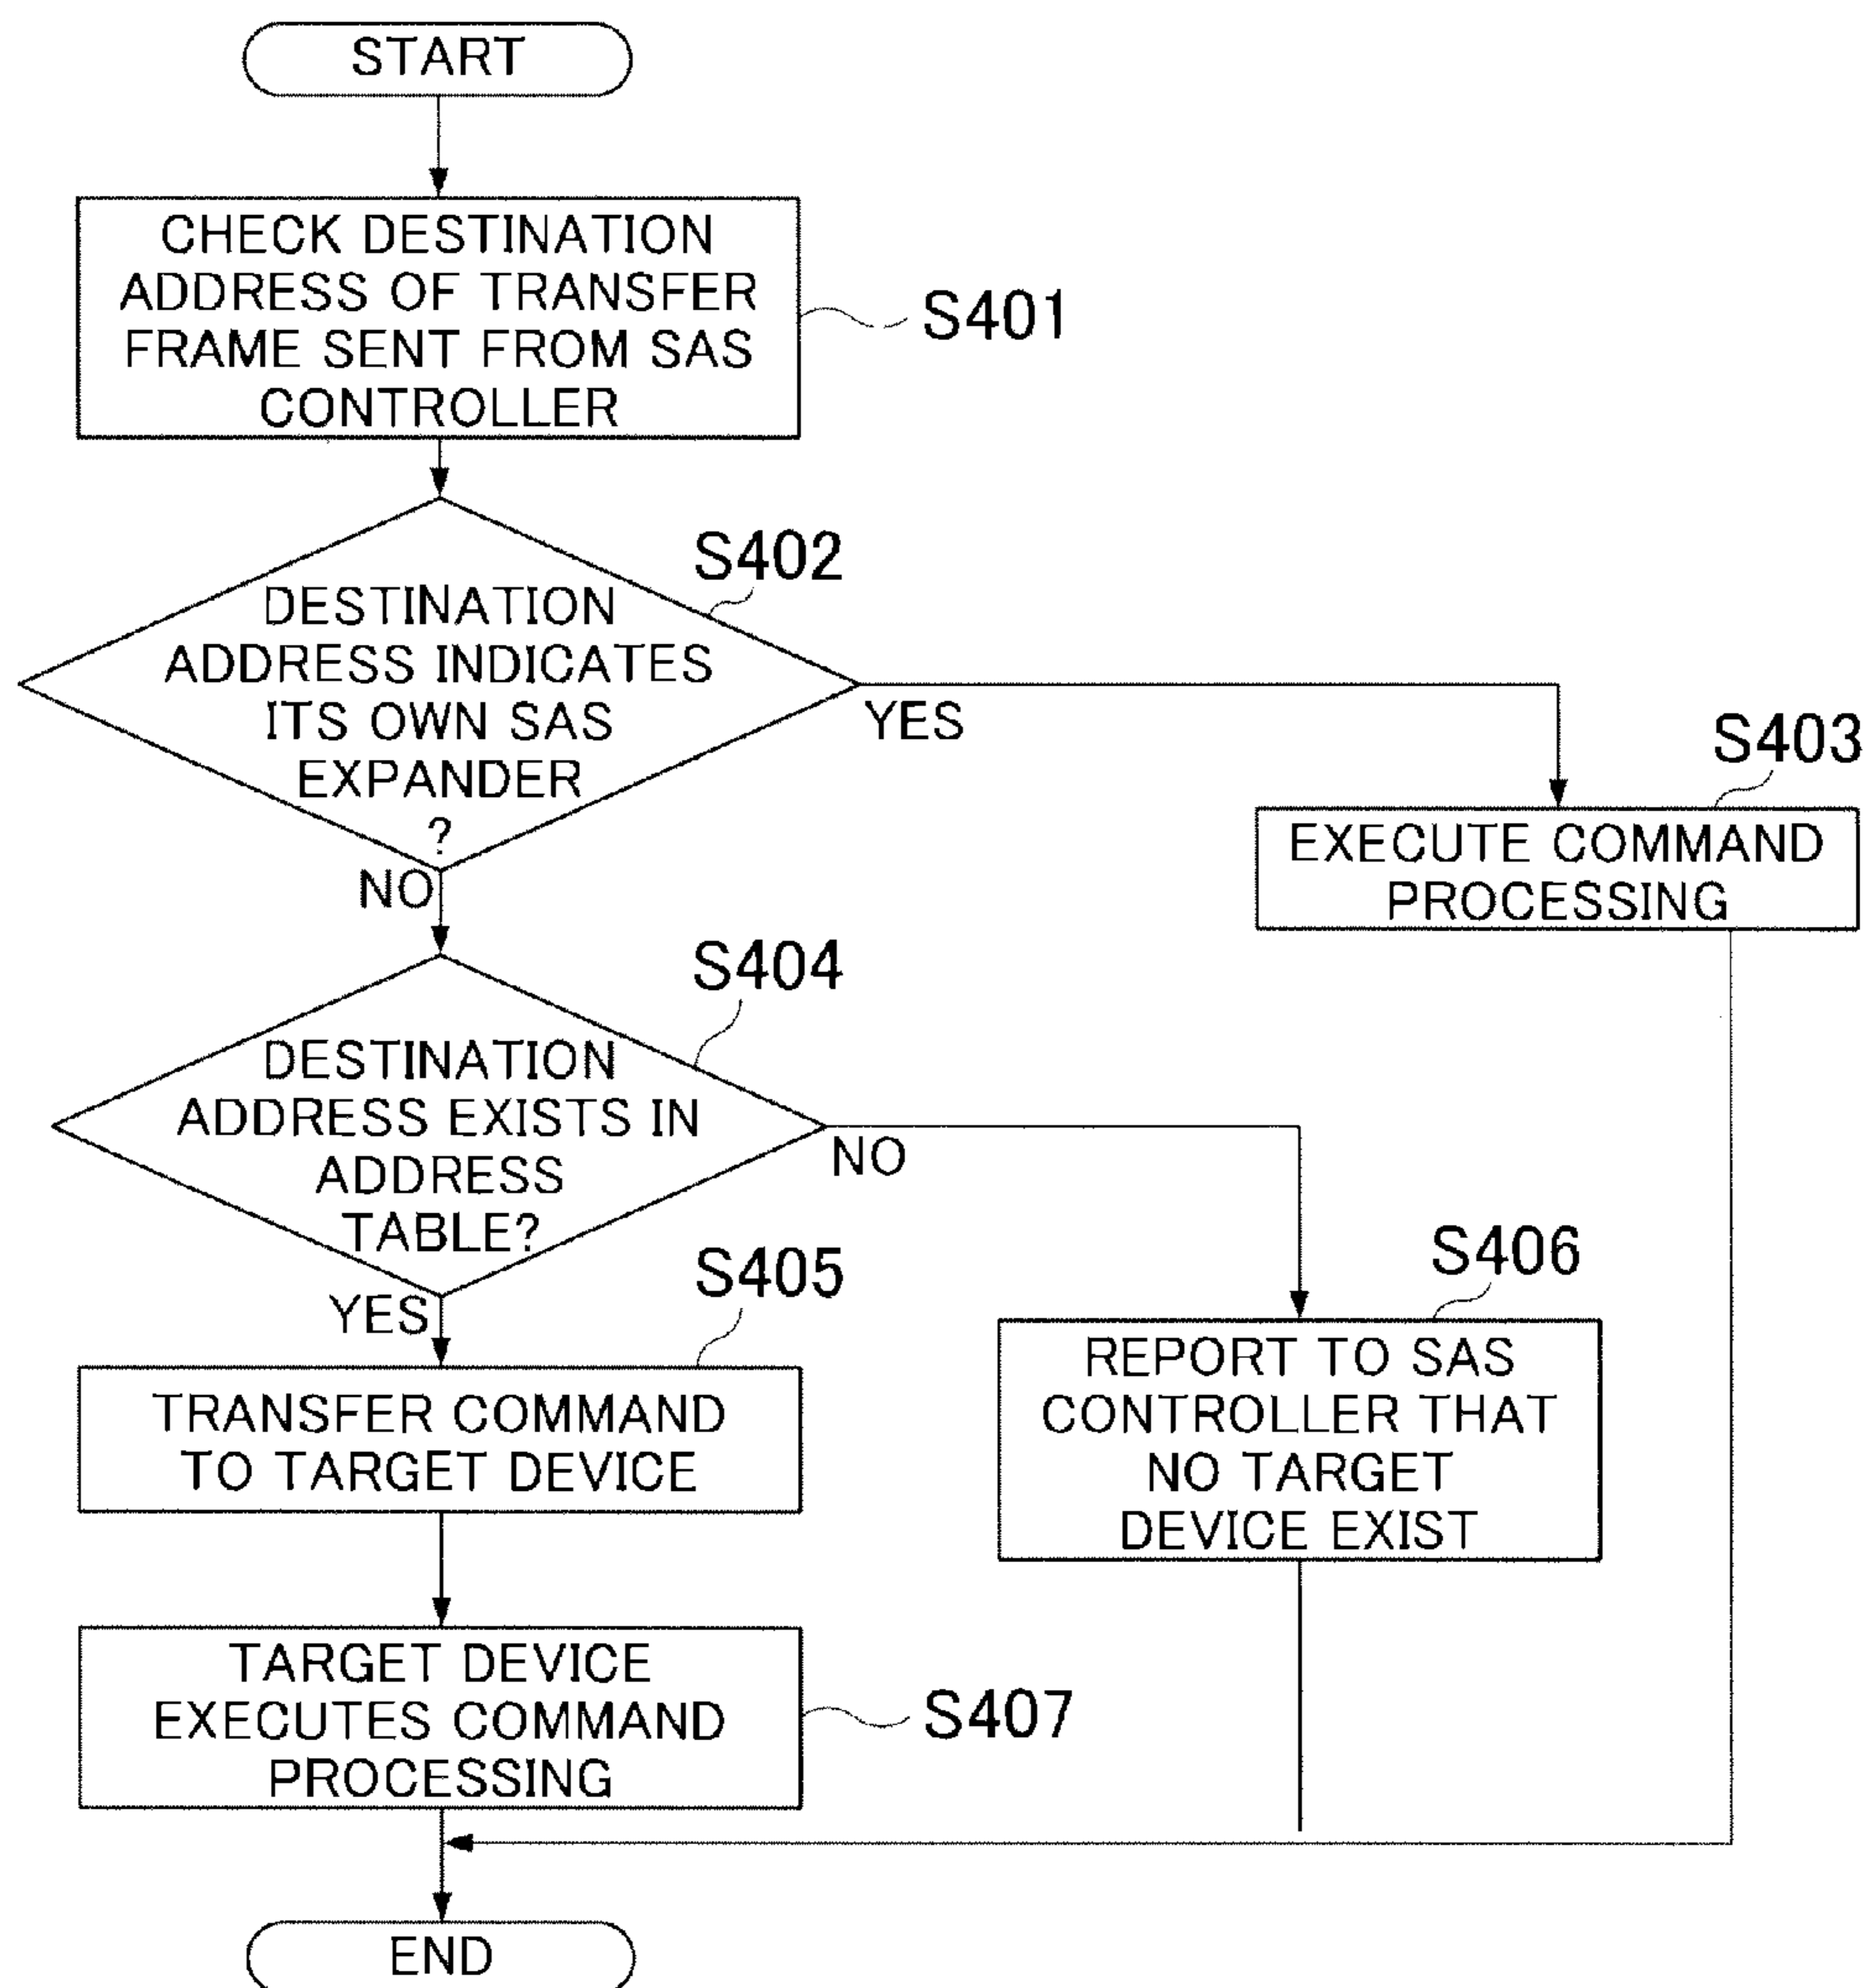 START
CHECK DESTINATION
ADDRESS OF TRANSFER
FRAME SENT FROM SAS
CONTROLLER
S401
S402
DESTINATION
ADDRESS INDICATES
ITS OWN SAS
EXPANDER
?
YES
NO
S403
EXECUTE COMMAND
PROCESSING
S404
DESTINATION
ADDRESS EXISTS IN
ADDRESS
TABLE?
NO
YES
S405
TRANSFER COMMAND
TO TARGET DEVICE
S406
REPORT TO SAS
CONTROLLER THAT
NO TARGET
DEVICE EXIST
TARGET DEVICE
EXECUTES COMMAND
PROCESSING
S407
END